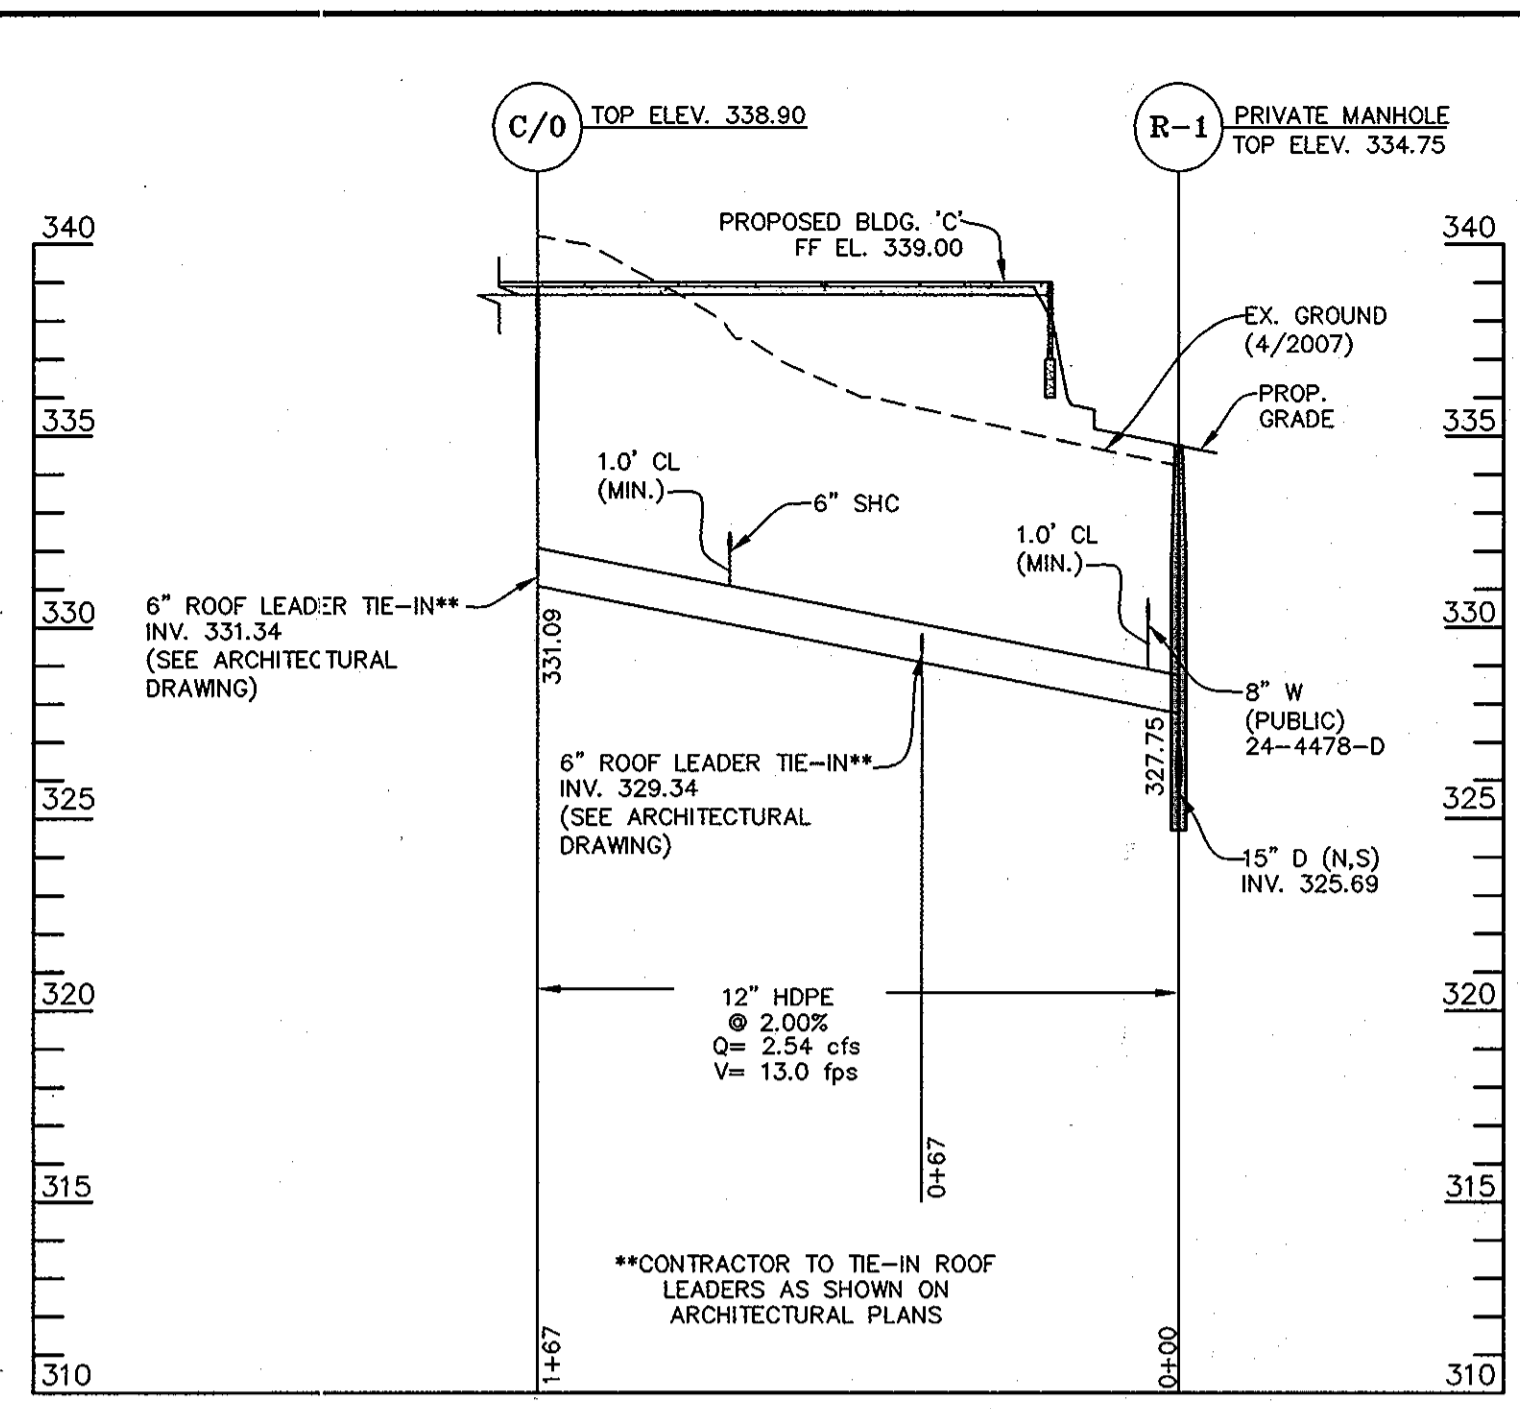 C/0
TOP ELEV. 338.90
R-1
PRIVATE MANHOLE
TOP ELEV. 334.75
340
340
PROPOSED BLDG. 'C'
FF EL. 339.00
EX. GROUND
(4/2007)
PROP.
GRADE
335
335
1.0' CL
(MIN.)
6" SHC
1.0' CL
(MIN.)
6" ROOF LEADER TIE-IN**
INV. 331.34
(SEE ARCHITECTURAL
DRAWING)
330
330
331.09
8" W
(PUBLIC)
24-4478-D
327.75
6" ROOF LEADER TIE-IN**
INV. 329.34
(SEE ARCHITECTURAL
DRAWING)
325
325
15" D (N,S)
INV. 325.69
320
320
12" HDPE
@ 2.00%
Q= 2.54 cfs
V= 13.0 fps
0+67
315
315
**CONTRACTOR TO TIE-IN ROOF
LEADERS AS SHOWN ON
ARCHITECTURAL PLANS
1+67
0+00
310
310